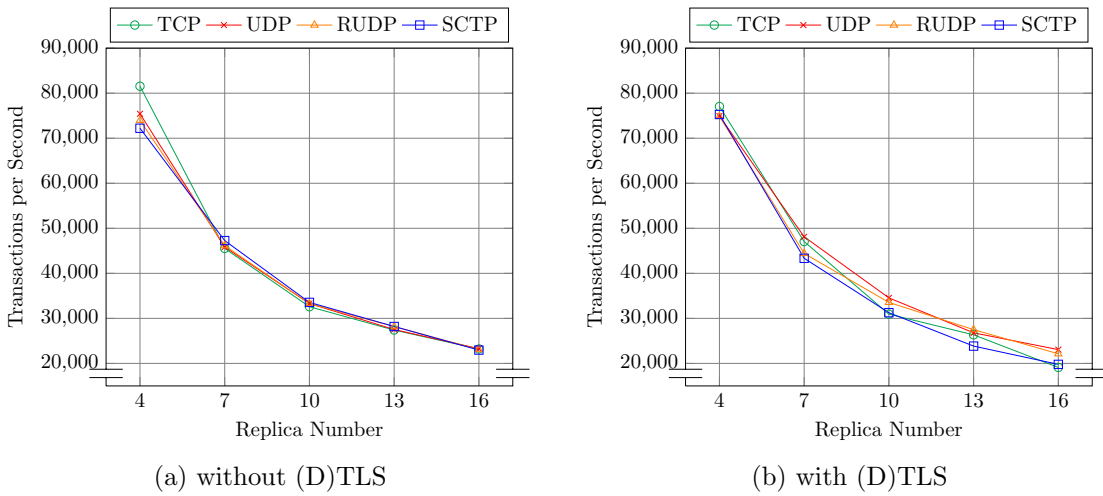 TCP UDP RUDP SCTP
90,000
80,000
70,000
60,000
50,000
40,000
30,000
20,000
Transactions per Second
4 7 10 13 16
Replica Number
(a) without (D)TLS
TCP UDP RUDP SCTP
90,000
80,000
70,000
60,000
50,000
40,000
30,000
20,000
Transactions per Second
4 7 10 13 16
Replica Number
(b) with (D)TLS